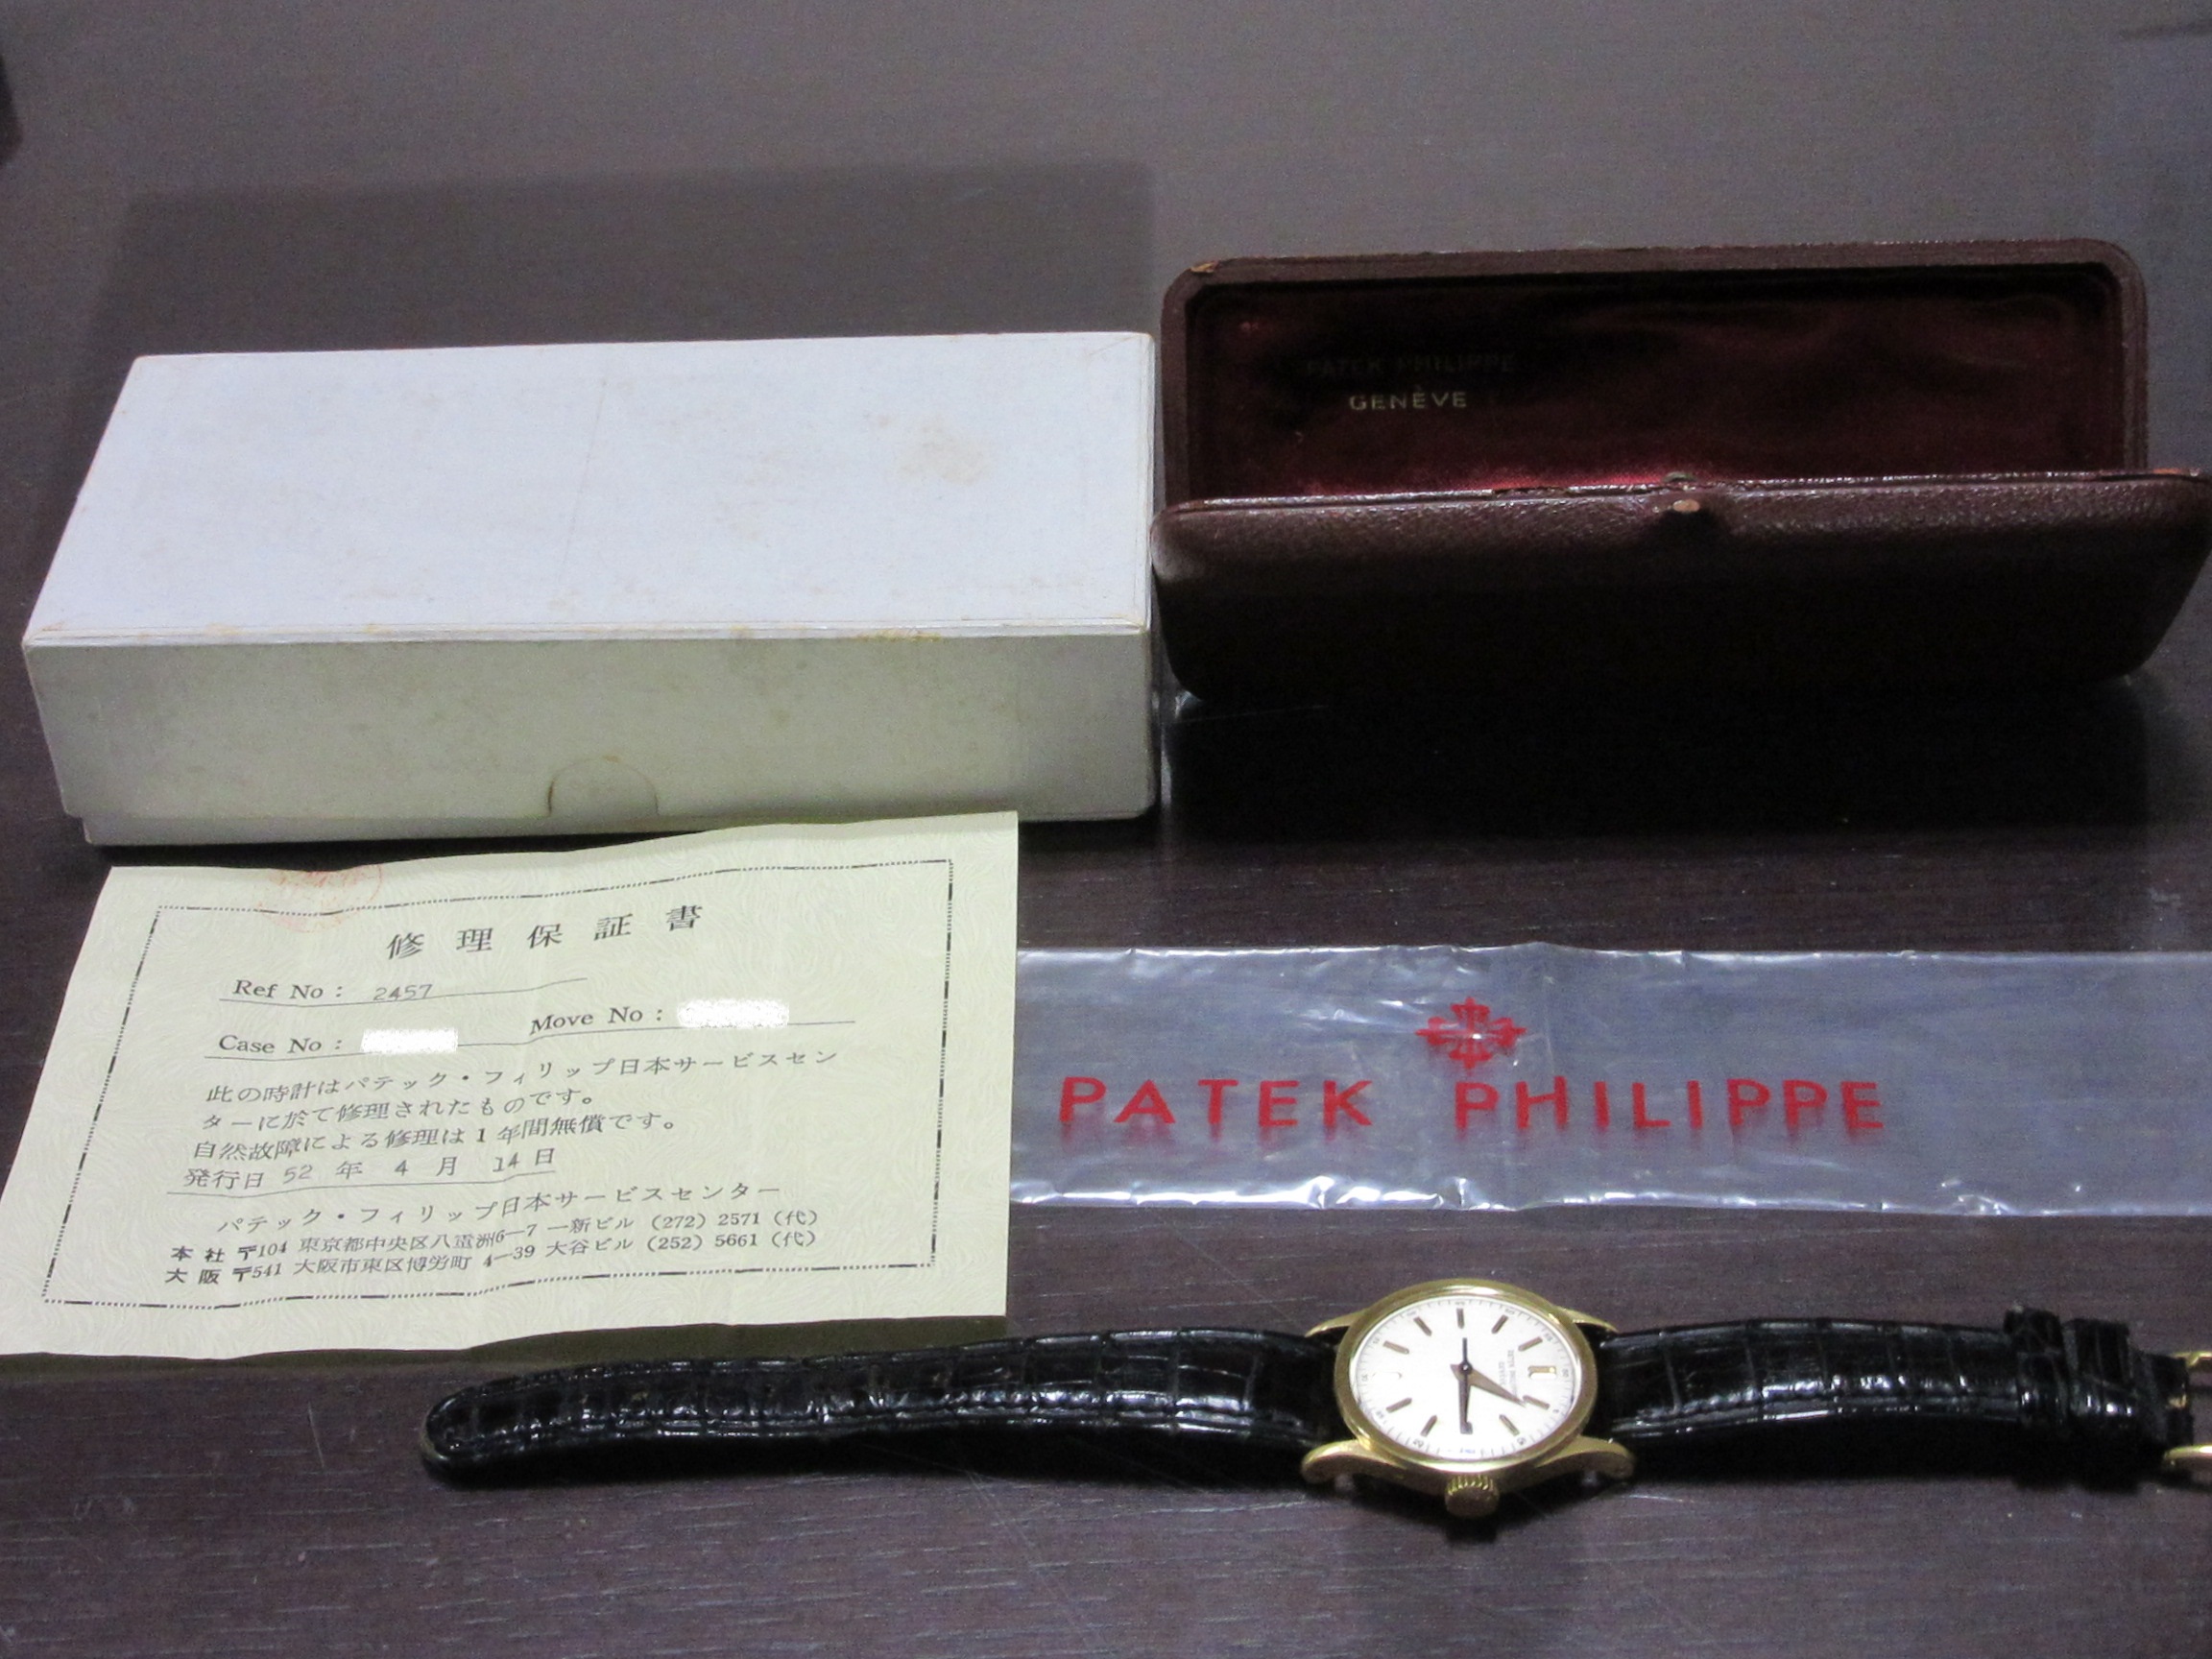 PATEK PHILIPPE
GENÈVE
修理保証書
Ref No： 2457
Move No：
Case No：
此の時計はパテック・フィリップ日本サービスセン
ターに於て修理されたものです。
自然故障による修理は1年間無償です。
発行日 52 年 4 月 14 日
パテック・フィリップ日本サービスセンター
本社 〒104 東京都中央区八重洲6—7 一新ビル (272) 2571 (代)
大阪 〒541 大阪市東区博労町 4—39 大谷ビル (252) 5661 (代)
PATEK PHILIPPE